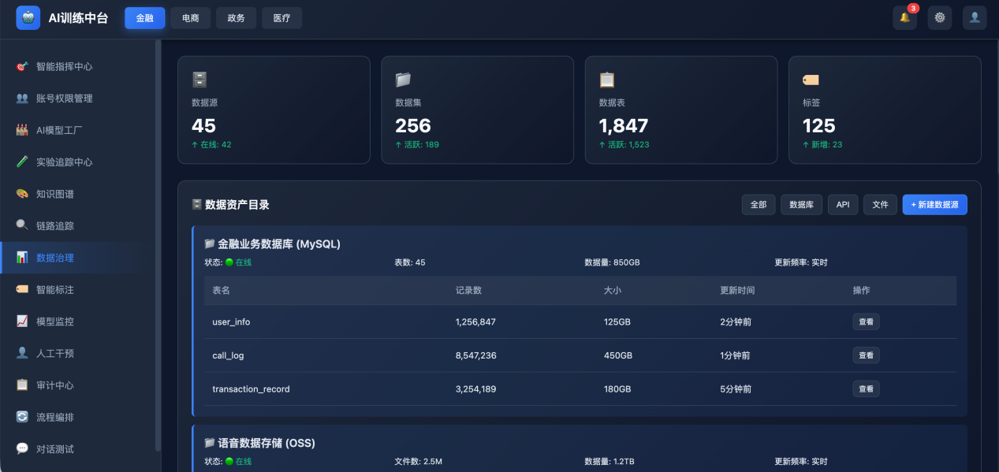 AI训练中台 金融 电商 政务 医疗 3
智能指挥中心
账号权限管理
AI模型工厂
实验追踪中心
知识图谱
链路追踪
数据治理
智能标注
模型监控
人工干预
审计中心
流程编排
对话测试
数据源
45
↑ 在线: 42
数据集
256
↑ 活跃: 189
数据表
1,847
↑ 活跃: 1,523
标签
125
↑ 新增: 23
数据资产目录 全部 数据库 API 文件 + 新建数据源
金融业务数据库 (MySQL)
状态: 在线 表数: 45 数据量: 850GB 更新频率: 实时
表名 记录数 大小 更新时间 操作
user_info 1,256,847 125GB 2分钟前 查看
call_log 8,547,236 450GB 1分钟前 查看
transaction_record 3,254,189 180GB 5分钟前 查看
语音数据存储 (OSS)
状态: 在线 文件数: 2.5M 数据量: 1.2TB 更新频率: 实时